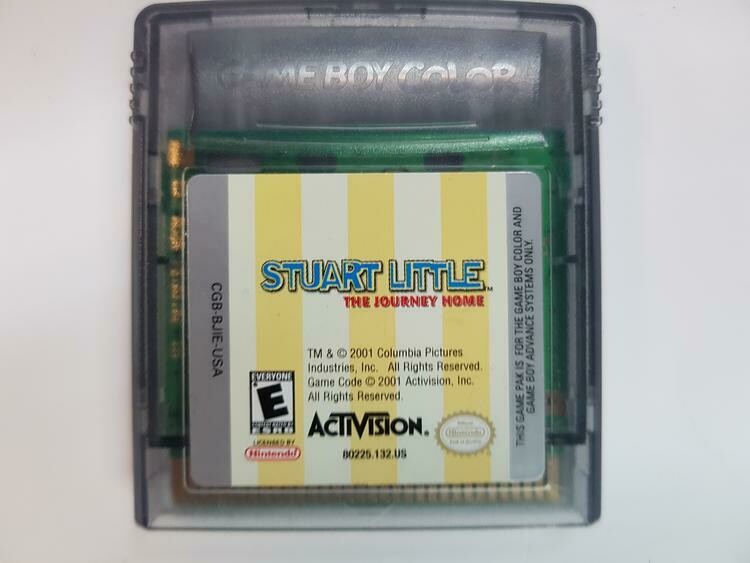 GAME BOY COLOR
STUART LITTLE™
THE JOURNEY HOME
TM & © 2001 Columbia Pictures
Industries, Inc. All Rights Reserved.
Game Code © 2001 Activision, Inc.
All Rights Reserved.
EVERYONE
E
ESRB
ACTIVISION®
LICENSED BY
Nintendo
80225.132.US
Nintendo
CGB-BJIE-USA
THIS GAME PAK IS FOR THE GAME BOY COLOR AND
GAME BOY ADVANCE SYSTEMS ONLY.